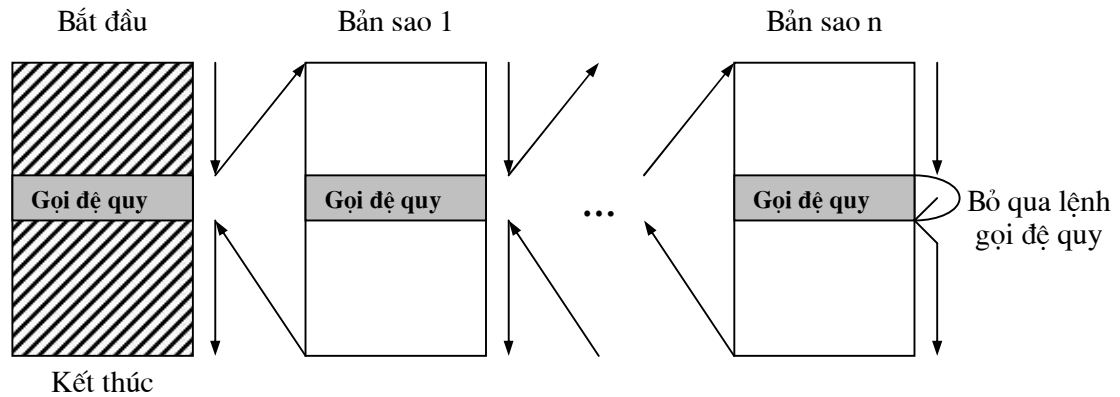 Bắt đầu
Bản sao 1
Bản sao n
Gọi đệ quy
Gọi đệ quy
...
Gọi đệ quy
Bỏ qua lệnh
gọi đệ quy
Kết thúc